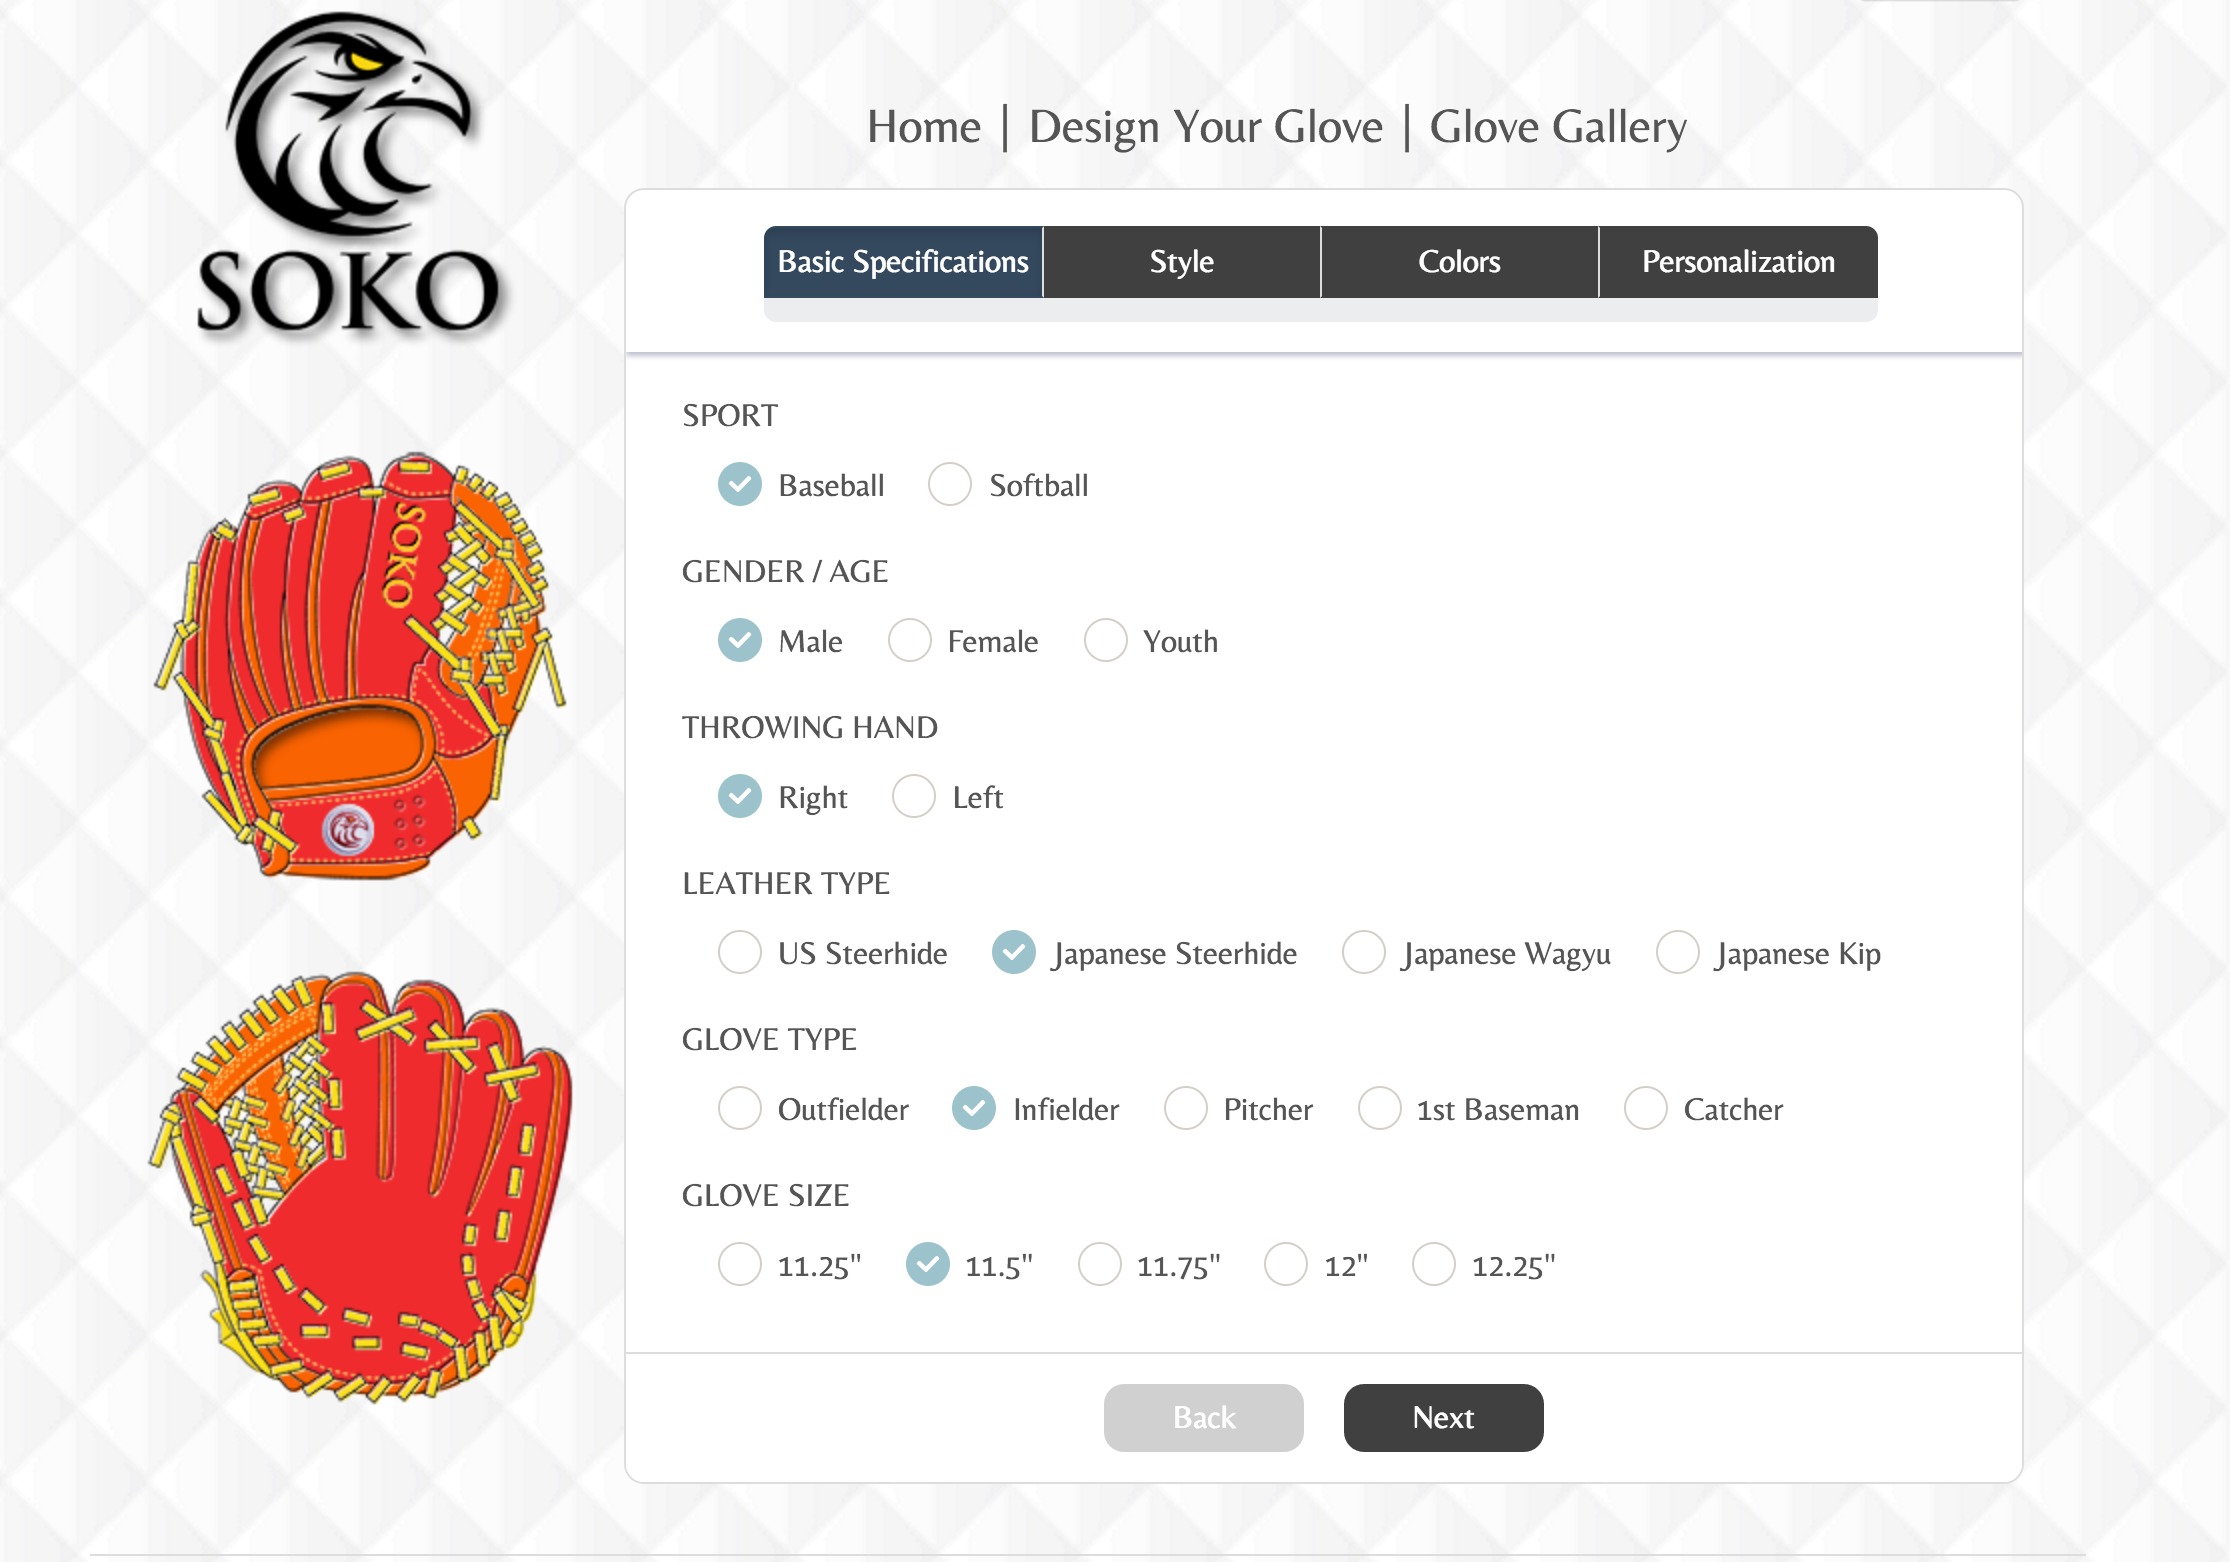 SOKO
Home | Design Your Glove | Glove Gallery
Basic Specifications Style Colors Personalization
SOKO
SPORT
Baseball Softball
GENDER / AGE
Male Female Youth
THROWING HAND
Right Left
LEATHER TYPE
US Steerhide Japanese Steerhide Japanese Wagyu Japanese Kip
GLOVE TYPE
Outfielder Infielder Pitcher 1st Baseman Catcher
GLOVE SIZE
11.25" 11.5" 11.75" 12" 12.25"
Back Next